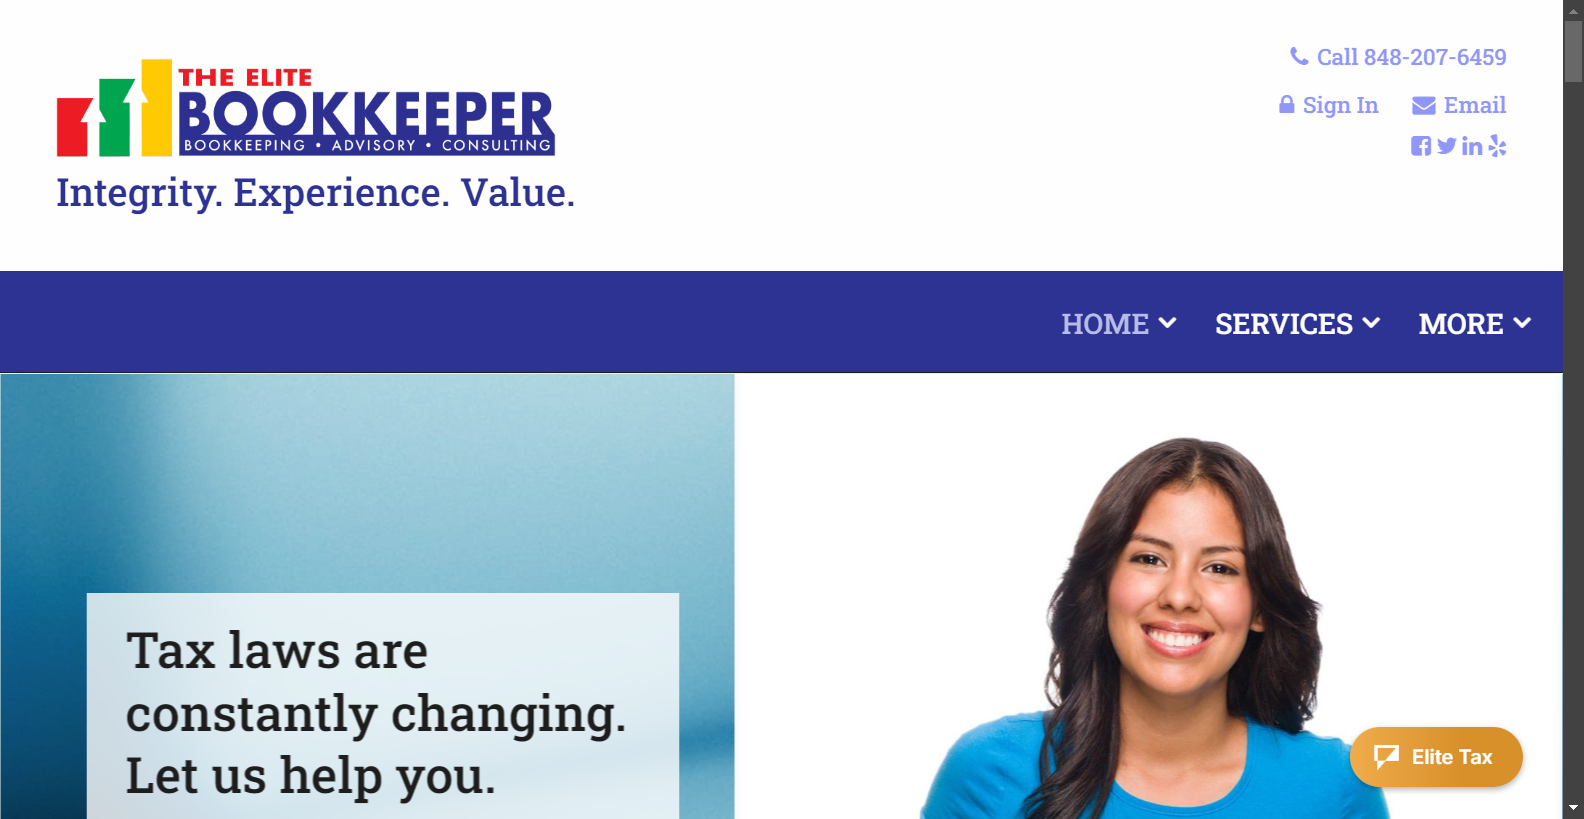 THE ELITE
BOOKKEEPER
BOOKKEEPING • ADVISORY • CONSULTING
Integrity. Experience. Value.
Call 848-207-6459
Sign In Email
HOME SERVICES MORE
Tax laws are
constantly changing.
Let us help you.
Elite Tax